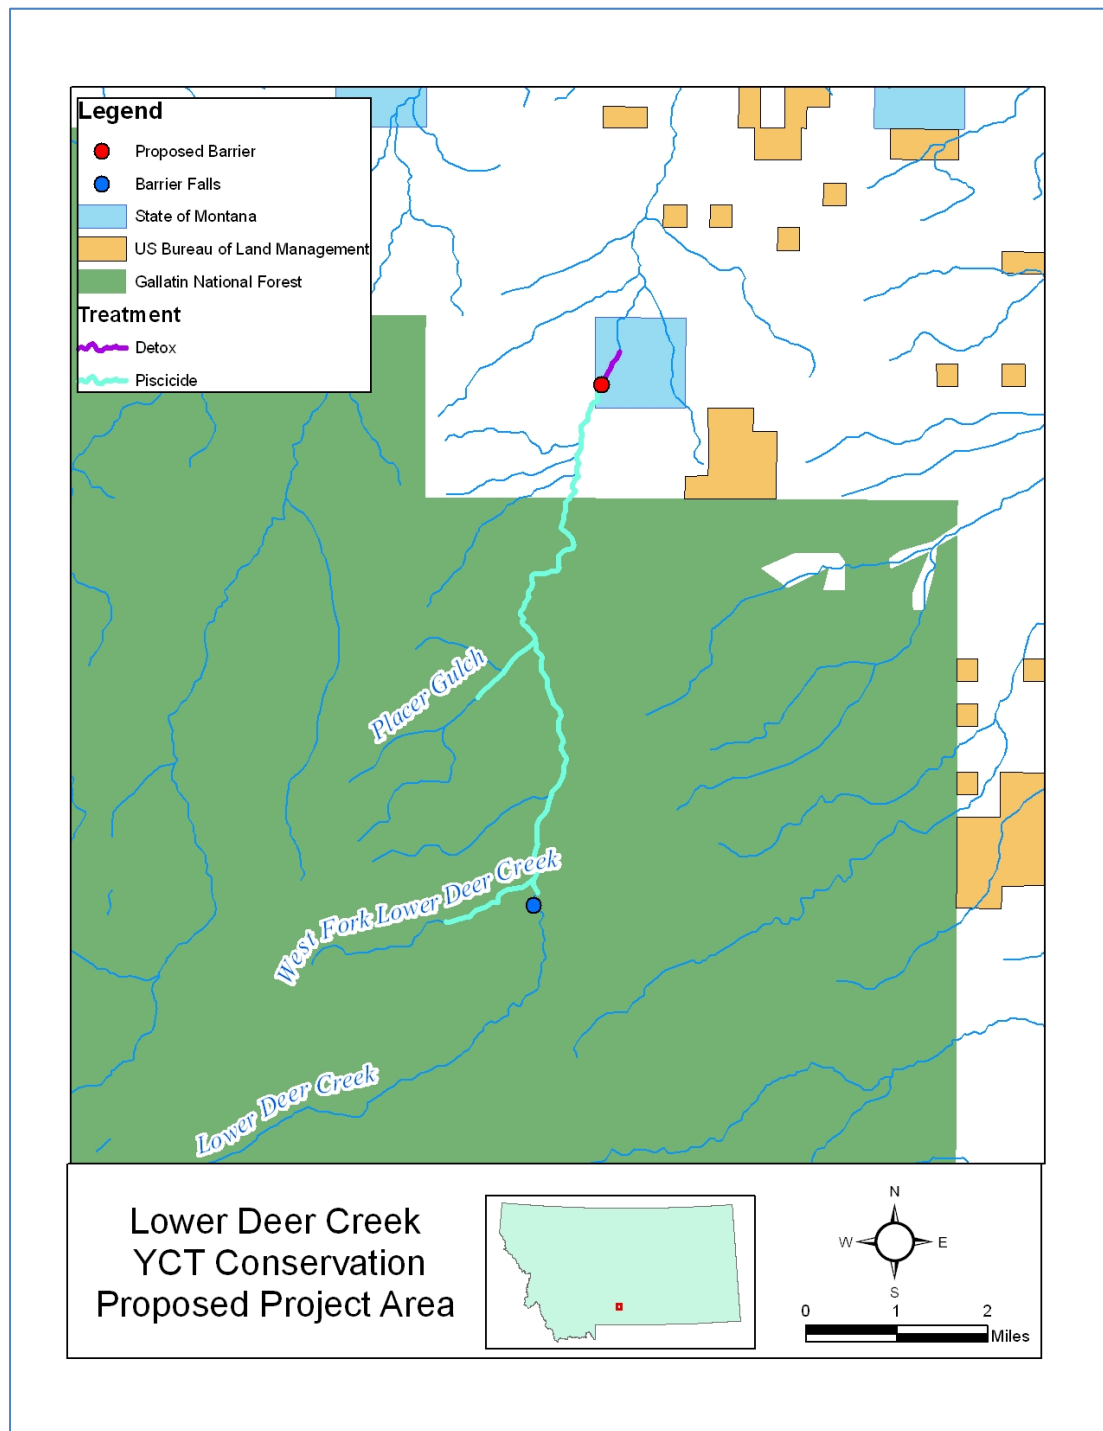 Legend
Proposed Barrier
Barrier Falls
State of Montana
US Bureau of Land Management
Gallatin National Forest
Treatment
Detox
Piscicide
Placer Gulch
West Fork Lower Deer Creek
Lower Deer Creek
Lower Deer Creek
YCT Conservation
Proposed Project Area
N
W E
S
0 1 2
Miles